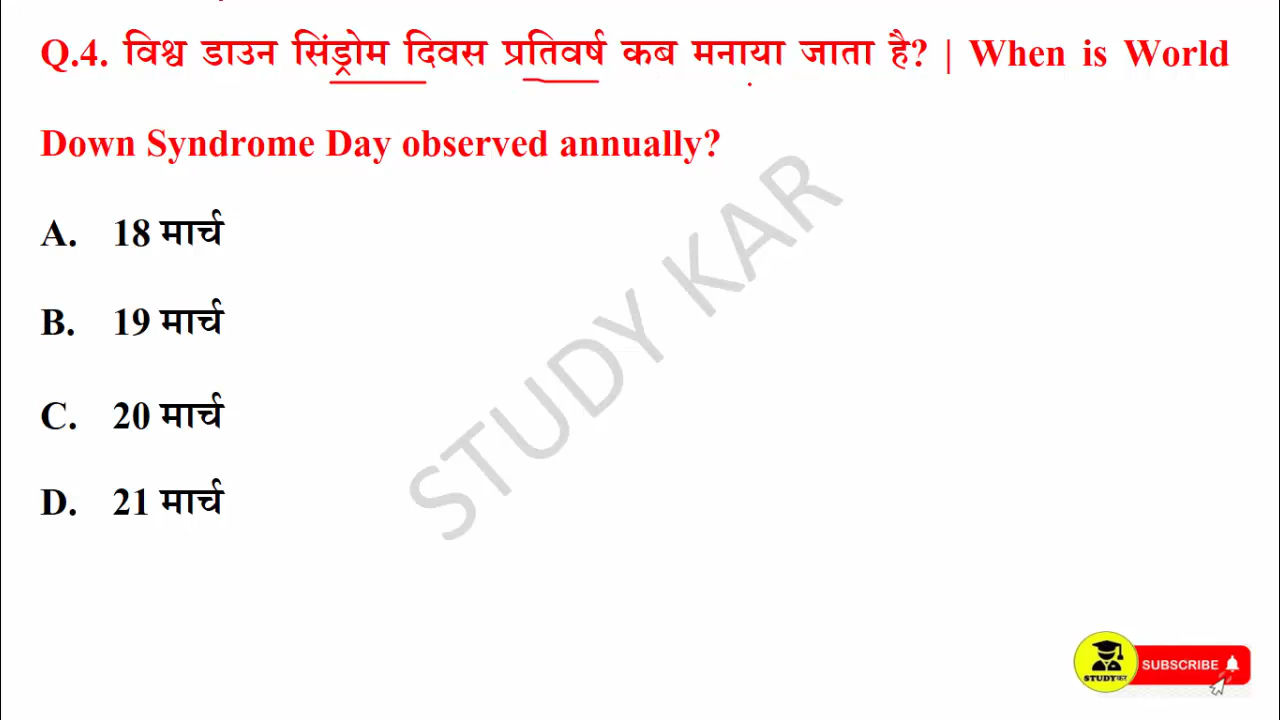 Q.4. विश्व डाउन सिंड्रोम दिवस प्रतिवर्ष कब मनाया जाता है? | When is World
Down Syndrome Day observed annually?
A. 18 मार्च
B. 19 मार्च
C. 20 मार्च
D. 21 मार्च
STUDY KAR
STUDYकर
SUBSCRIBE